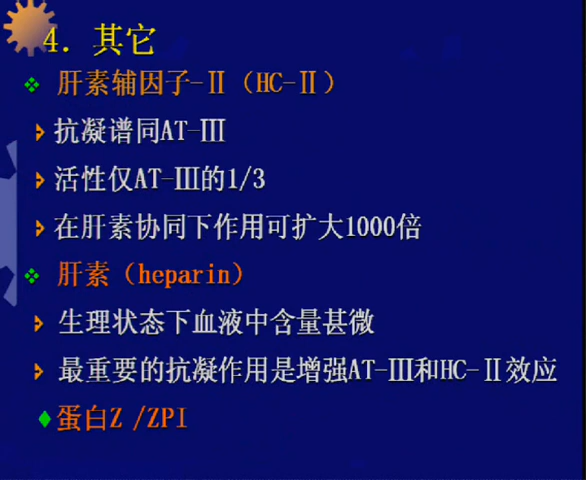 4. 其它
肝素辅因子-Ⅱ（HC-Ⅱ）
抗凝谱同AT-Ⅲ
活性仅AT-Ⅲ的1/3
在肝素协同下作用可扩大1000倍
肝素（heparin）
生理状态下血液中含量甚微
最重要的抗凝作用是增强AT-Ⅲ和HC-Ⅱ效应
蛋白Z /ZPI